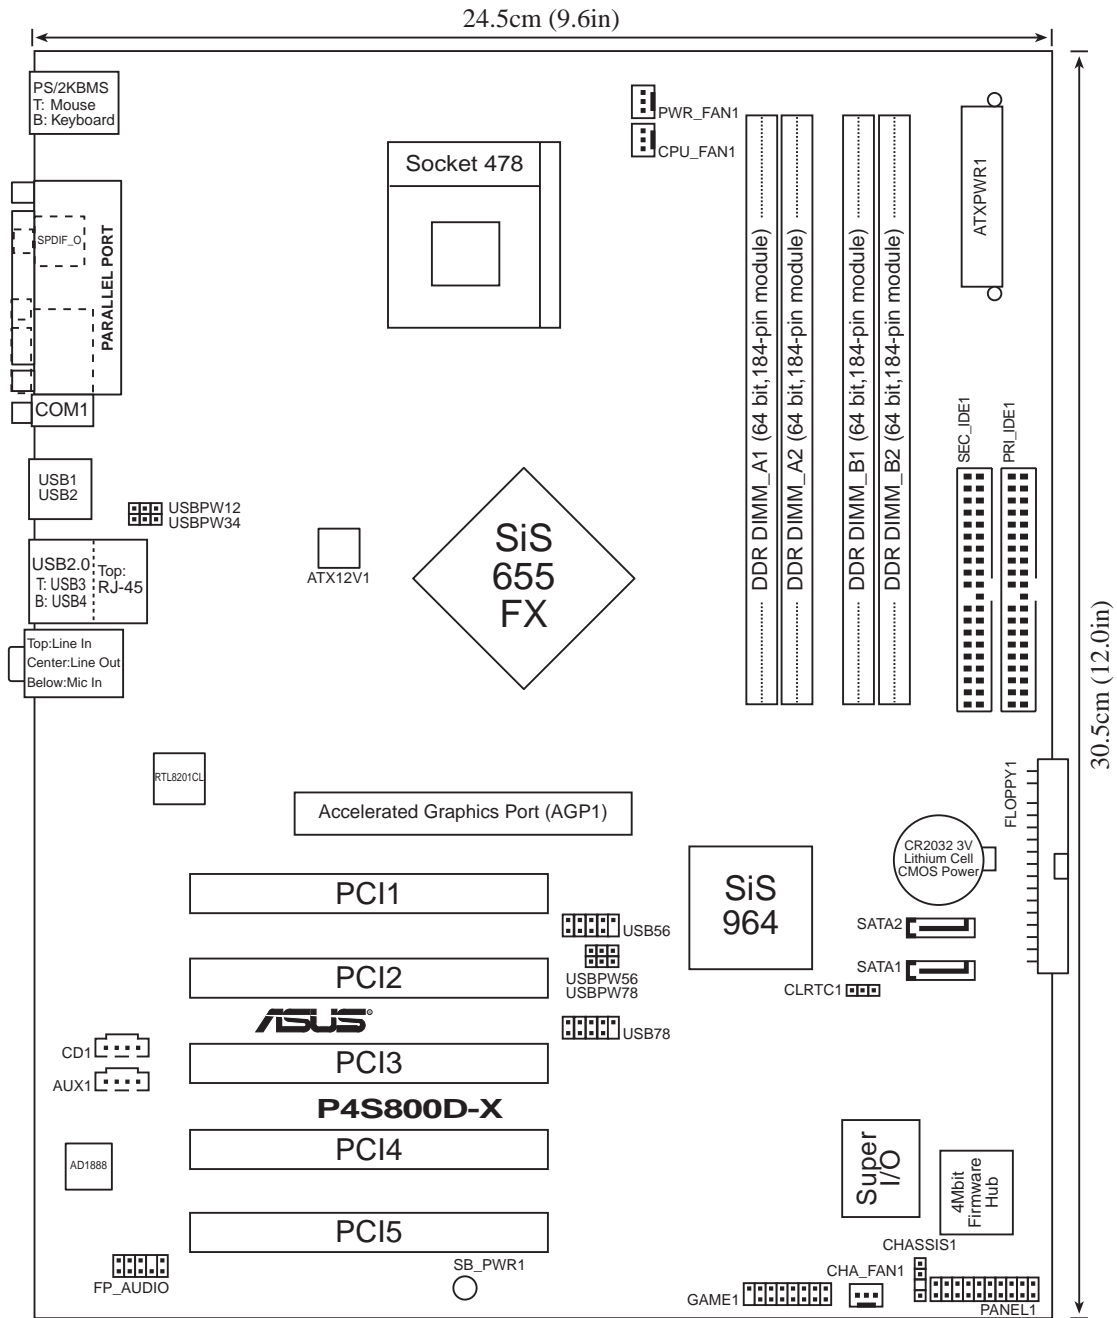 24.5cm (9.6in)
PS/2KBMS
T: Mouse
B: Keyboard
PWR_FAN1
CPU_FAN1
Socket 478
ATXPWR1
SPDIF_O
PARALLEL PORT
COM1
DDR DIMM_A1 (64 bit,184-pin module)
DDR DIMM_A2 (64 bit,184-pin module)
DDR DIMM_B1 (64 bit,184-pin module)
DDR DIMM_B2 (64 bit,184-pin module)
SEC_IDE1
PRI_IDE1
USB1
USB2
USBPW12
USBPW34
ATX12V1
SiS
655
FX
USB2.0
T: USB3
B: USB4
Top:
RJ-45
Top:Line In
Center:Line Out
Below:Mic In
30.5cm (12.0in)
RTL8201CL
Accelerated Graphics Port (AGP1)
FLOPPY1
CR2032 3V
Lithium Cell
CMOS Power
SiS
964
PCI1
USB56
SATA2
PCI2
USBPW56
USBPW78
SATA1
CLRTC1
ASUS®
USB78
CD1
PCI3
AUX1
P4S800D-X
PCI4
AD1888
Super
I/O
4Mbit
Firmware
Hub
PCI5
CHASSIS1
FP_AUDIO
SB_PWR1
CHA_FAN1
GAME1
PANEL1